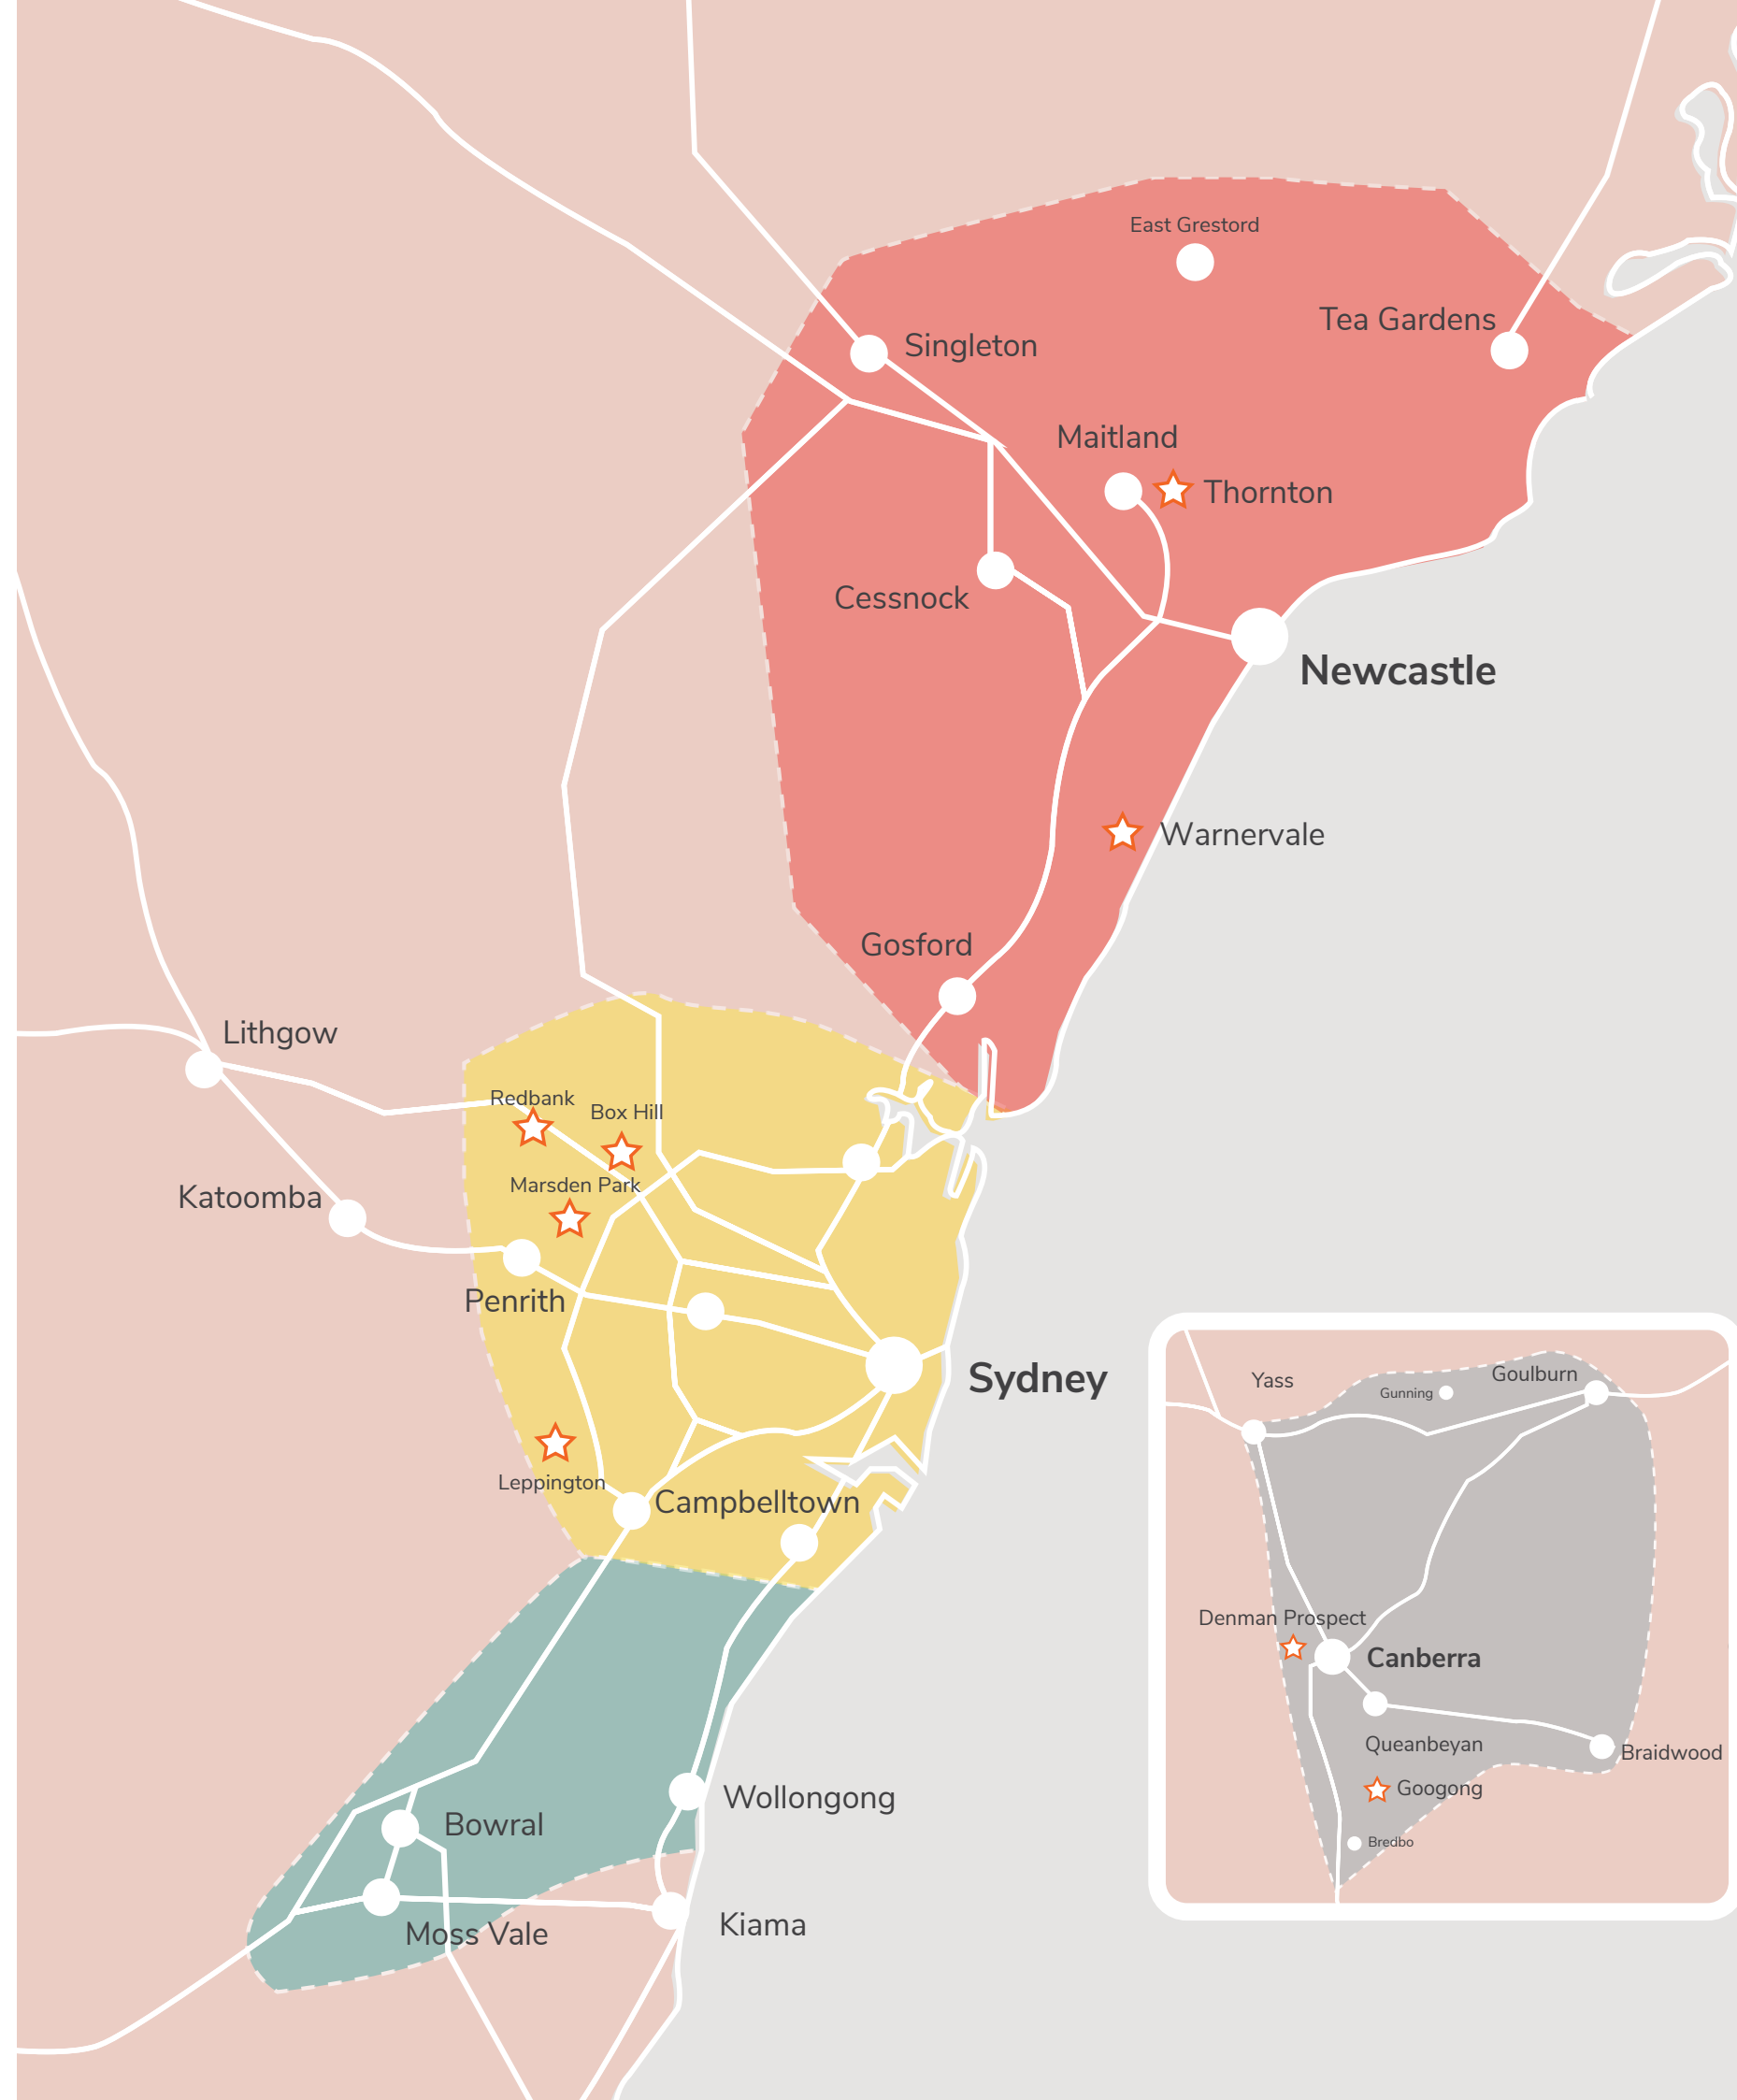 East Grestord
Tea Gardens
Singleton
Maitland
Thornton
Cessnock
Newcastle
Warnervale
Gosford
Lithgow
Redbank
Box Hill
Marsden Park
Katoomba
Penrith
Sydney
Leppington
Campbelltown
Wollongong
Bowral
Moss Vale
Kiama
Yass
Gunning
Goulburn
Denman Prospect
Canberra
Queanbeyan
Braidwood
Googong
Bredbo